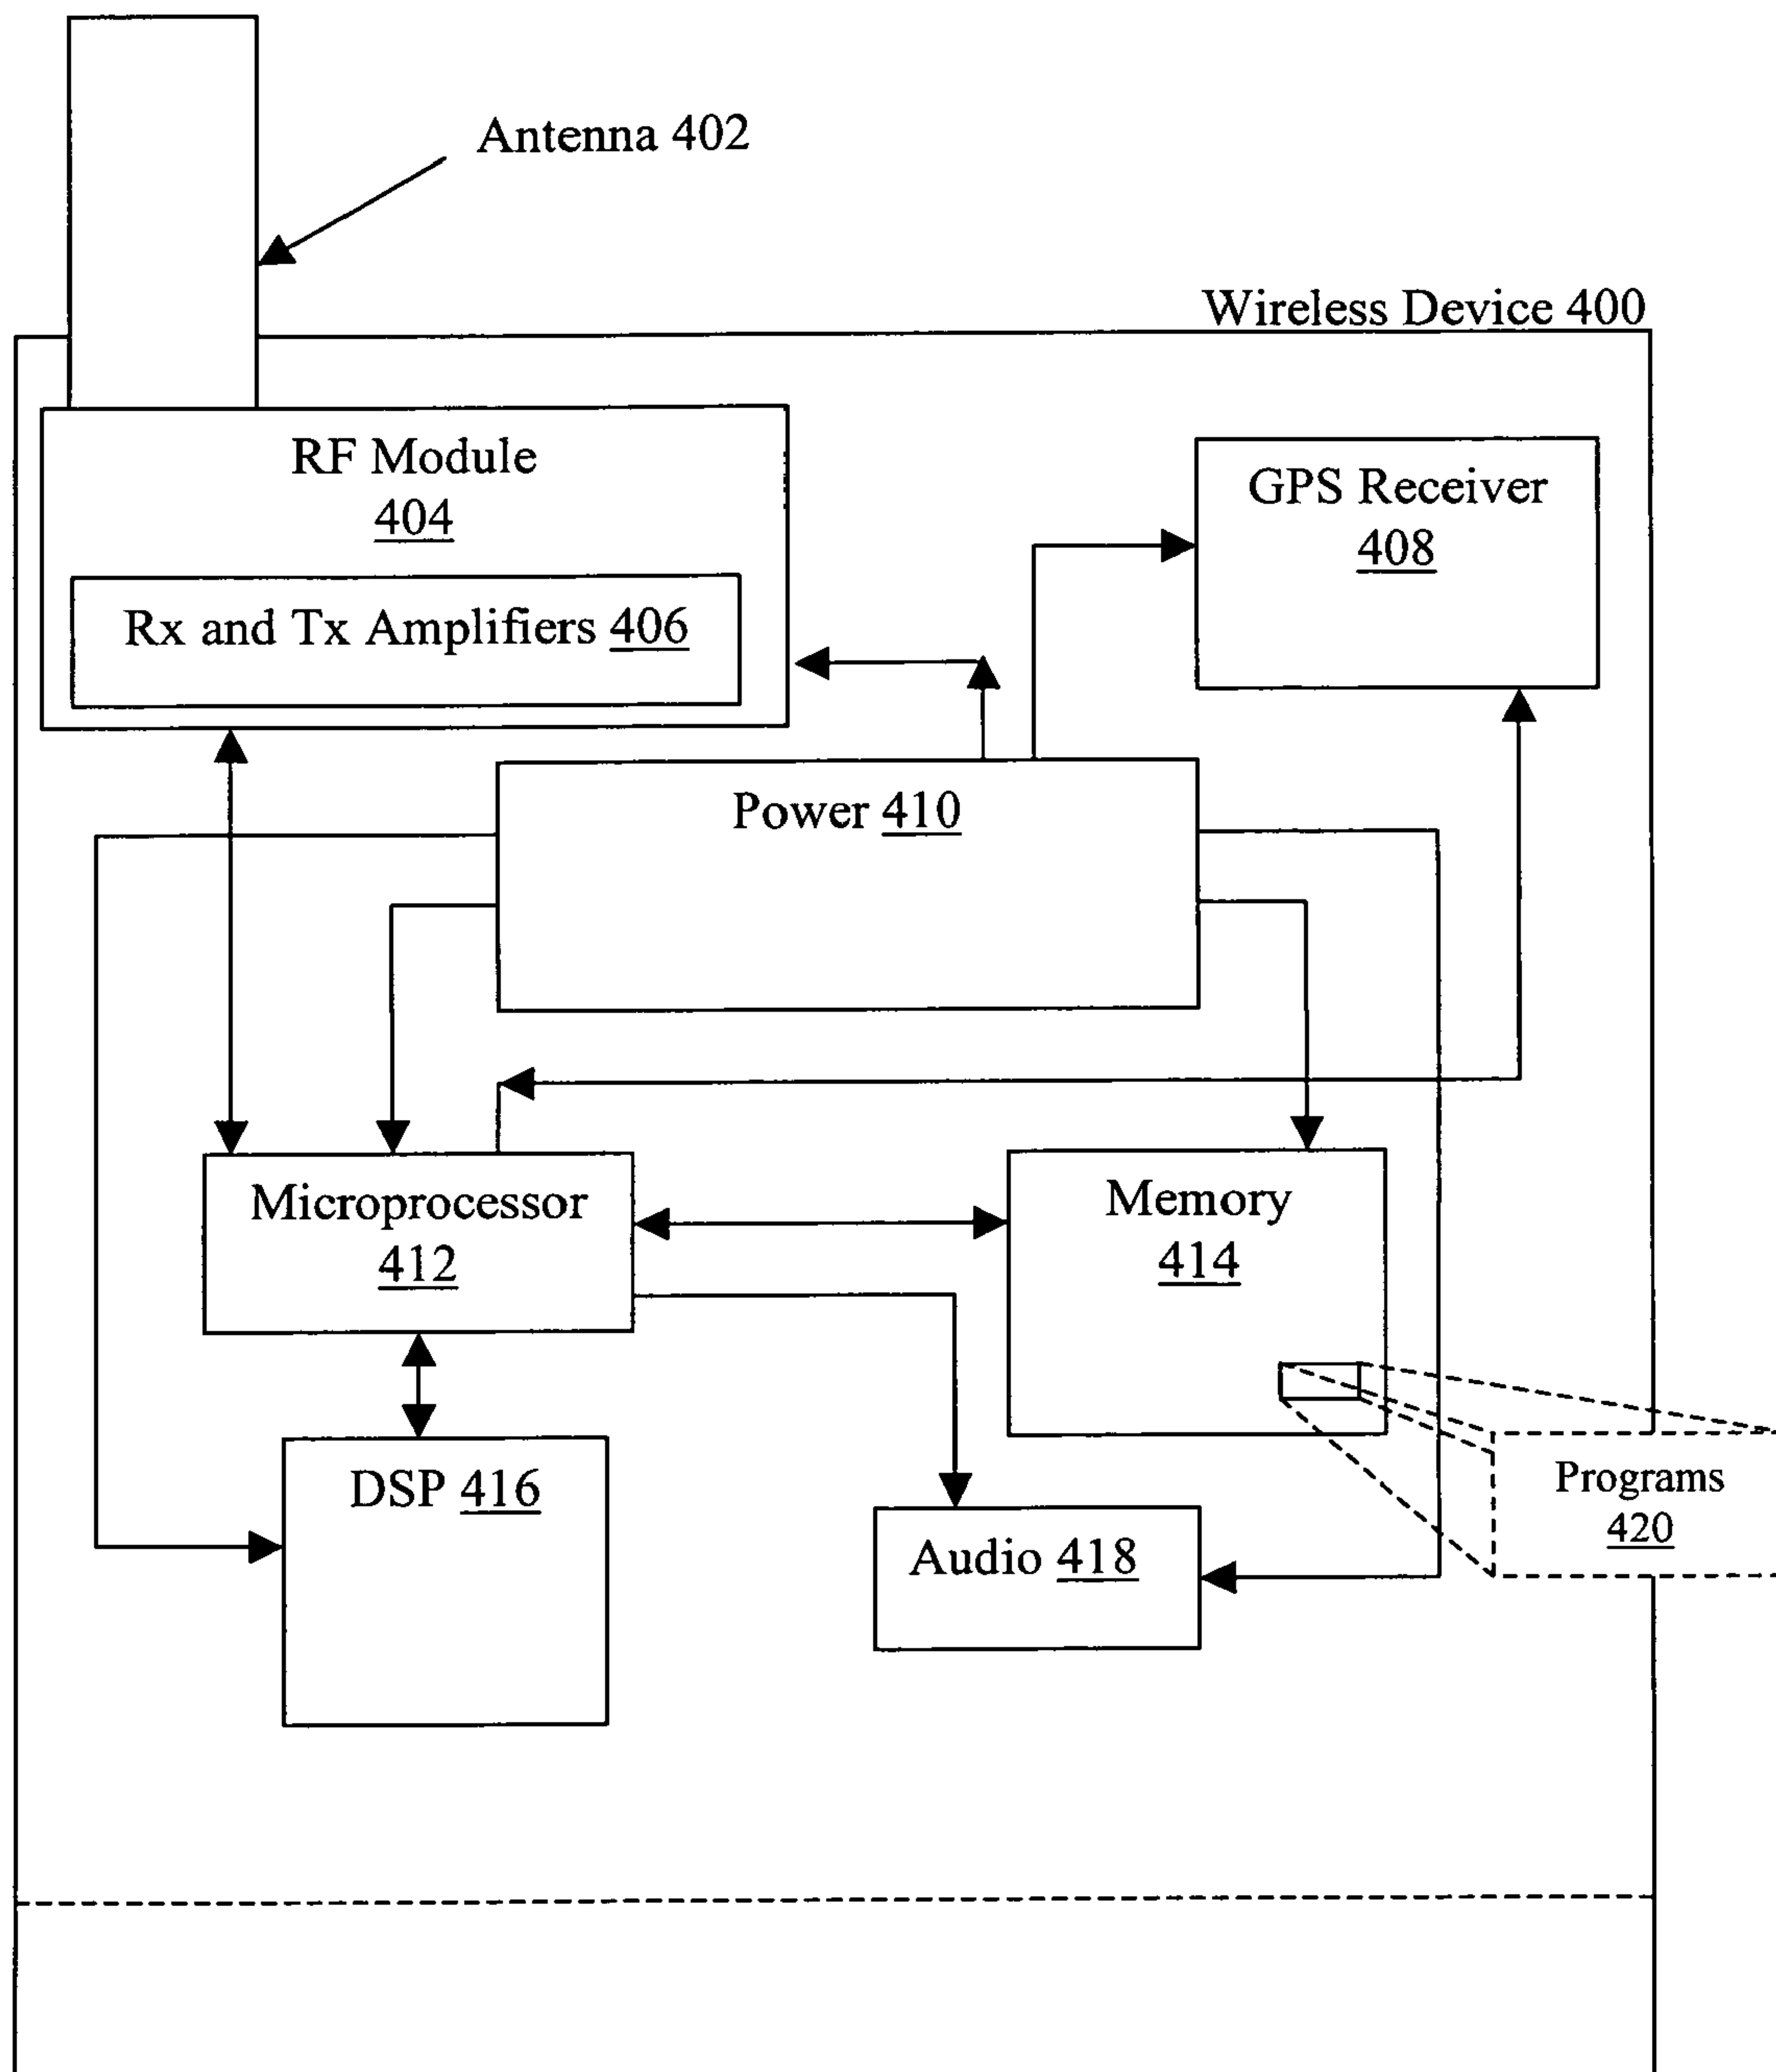 Antenna 402
Wireless Device 400
RF Module
404
Rx and Tx Amplifiers 406
GPS Receiver
408
Power 410
Microprocessor
412
Memory
414
DSP 416
Audio 418
Programs
420